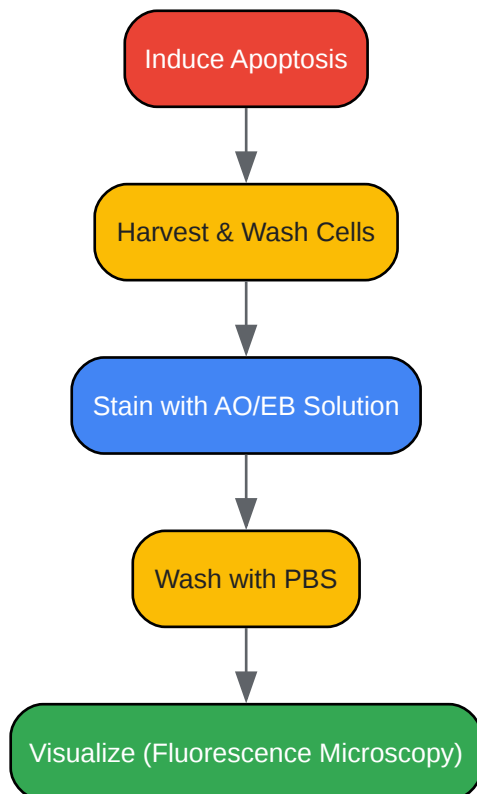 Induce Apoptosis
Harvest & Wash Cells
Stain with AO/EB Solution
Wash with PBS
Visualize (Fluorescence Microscopy)